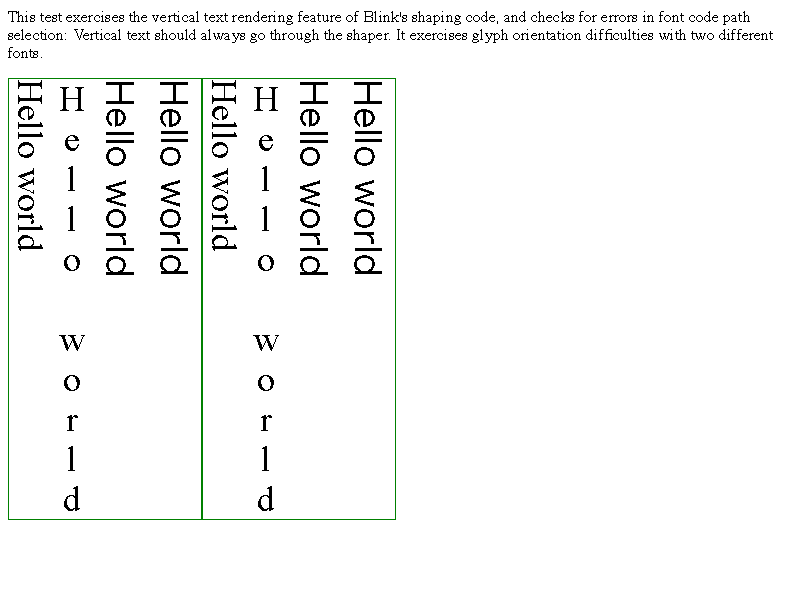 This test exercises the vertical text rendering feature of Blink's shaping code, and checks for errors in font code path
selection: Vertical text should always go through the shaper. It exercises glyph orientation difficulties with two different
fonts.
Hello world
Hello world
Hello world
Hello world
Hello world
Hello world
Hello world
Hello world